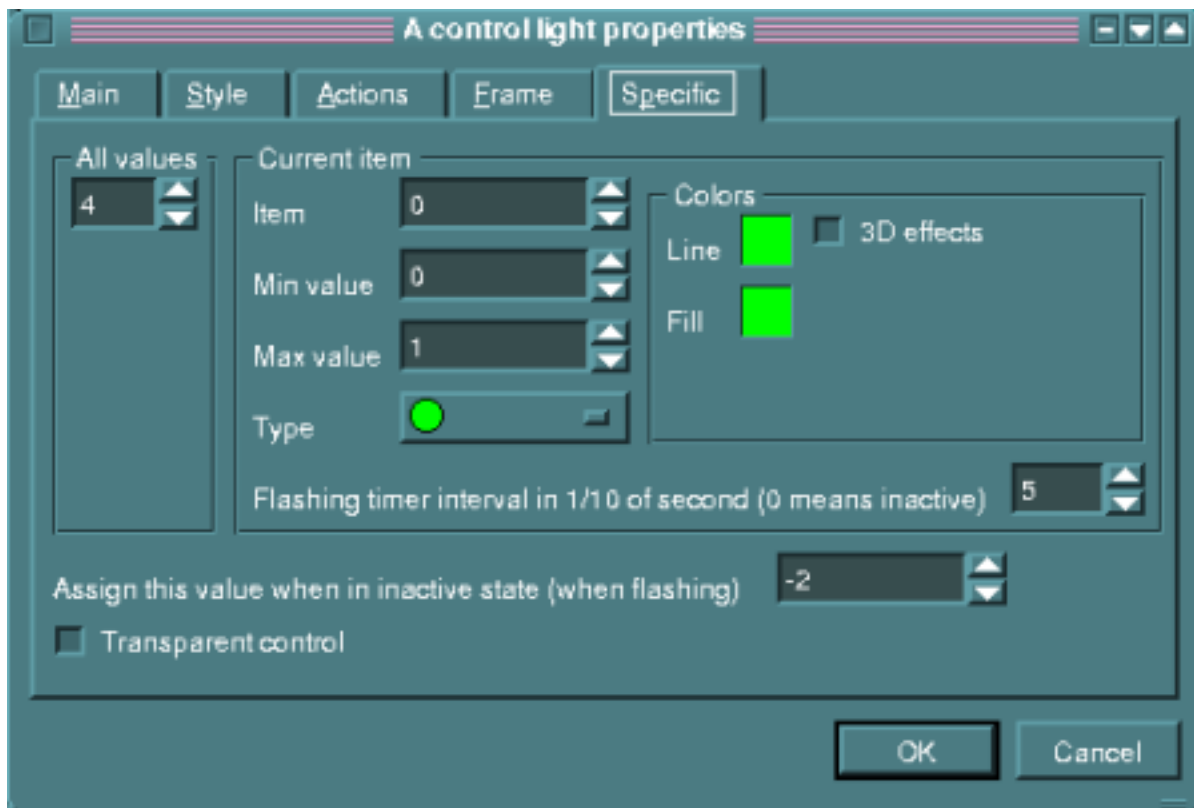 A control light properties
Main Style Actions Frame Specific
All values
4
Current item
Item 0
Min value 0
Max value 1
Type
Colors
Line
3D effects
Fill
Flashing timer interval in 1/10 of second (0 means inactive) 5
Assign this value when in inactive state (when flashing) -2
Transparent control
OK Cancel